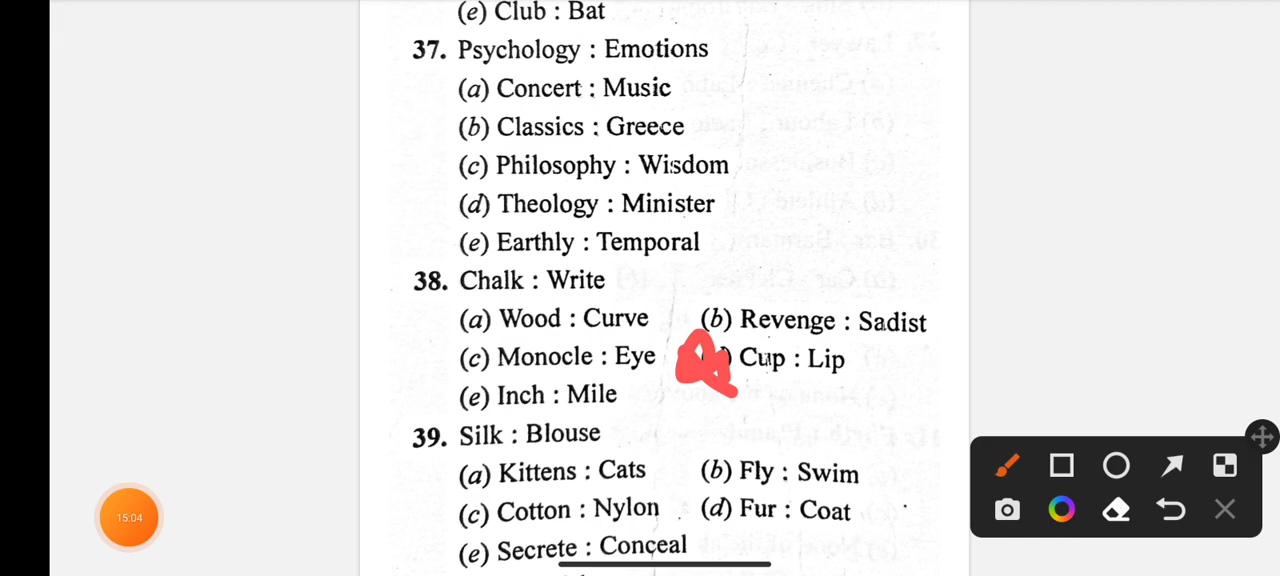 (e) Club : Bat
37. Psychology : Emotions
(a) Concert : Music
(b) Classics : Greece
(c) Philosophy : Wisdom
(d) Theology : Minister
(e) Earthly : Temporal
38. Chalk : Write
(a) Wood : Curve (b) Revenge : Sadist
(c) Monocle : Eye ) Cup : Lip
(e) Inch : Mile
39. Silk : Blouse
(a) Kittens : Cats (b) Fly : Swim
(c) Cotton : Nylon (d) Fur : Coat
(e) Secrete : Conceal
15:04